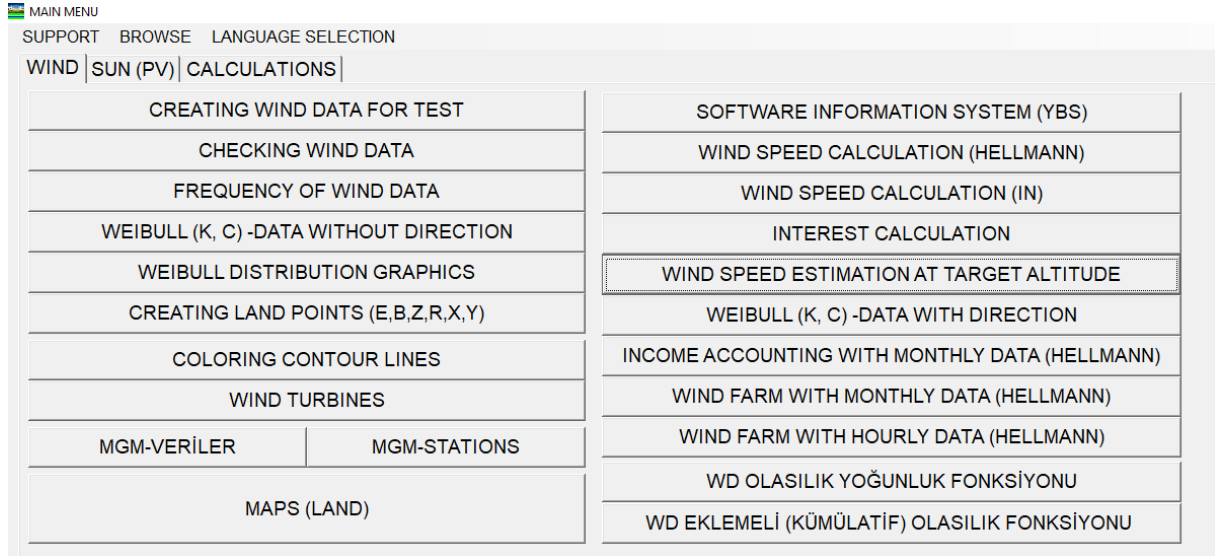 MAIN MENU
SUPPORT BROWSE LANGUAGE SELECTION
WIND SUN (PV) CALCULATIONS
CREATING WIND DATA FOR TEST
CHECKING WIND DATA
FREQUENCY OF WIND DATA
WEIBULL (K, C) -DATA WITHOUT DIRECTION
WEIBULL DISTRIBUTION GRAPHICS
CREATING LAND POINTS (E,B,Z,R,X,Y)
COLORING CONTOUR LINES
WIND TURBINES
MGM-VERİLER MGM-STATIONS
MAPS (LAND)
SOFTWARE INFORMATION SYSTEM (YBS)
WIND SPEED CALCULATION (HELLMANN)
WIND SPEED CALCULATION (IN)
INTEREST CALCULATION
WIND SPEED ESTIMATION AT TARGET ALTITUDE
WEIBULL (K, C) -DATA WITH DIRECTION
INCOME ACCOUNTING WITH MONTHLY DATA (HELLMANN)
WIND FARM WITH MONTHLY DATA (HELLMANN)
WIND FARM WITH HOURLY DATA (HELLMANN)
WD OLASILIK YOĞUNLUK FONKSİYONU
WD EKLEMELİ (KÜMÜLATİF) OLASILIK FONKSİYONU